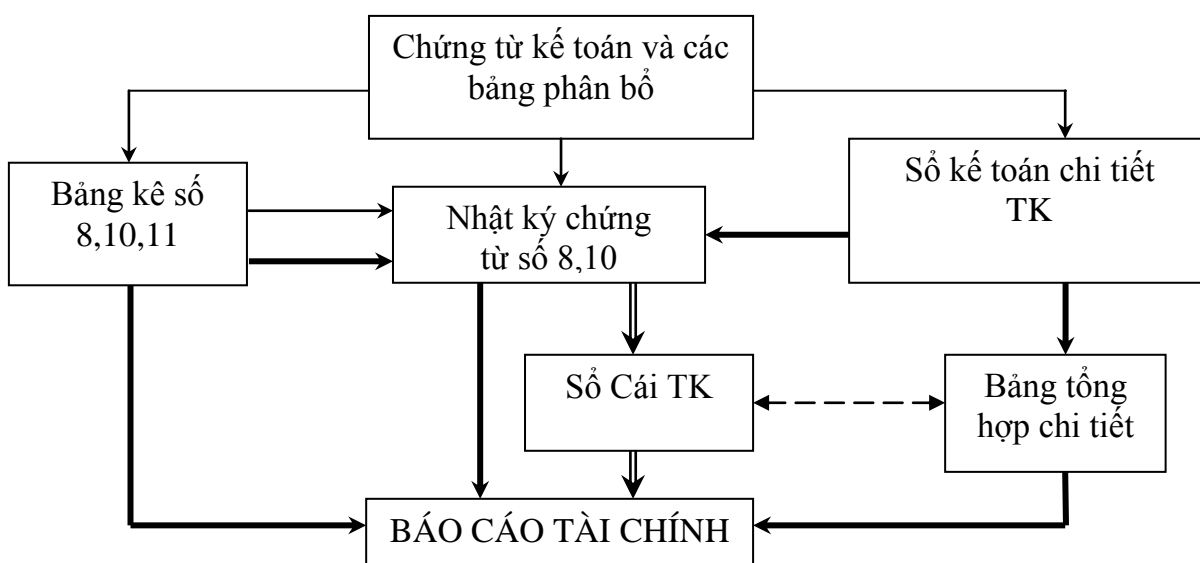 Chứng từ kế toán và các
bảng phân bổ
Bảng kê số
8,10,11
Nhật ký chứng
từ số 8,10
Sổ kế toán chi tiết
TK
Sổ Cái TK
Bảng tổng
hợp chi tiết
BÁO CÁO TÀI CHÍNH